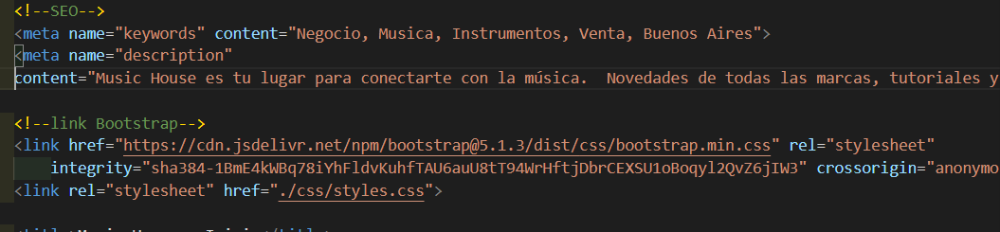 <!--SEO-->
<meta name="keywords" content="Negocio, Musica, Instrumentos, Venta, Buenos Aires">
<meta name="description"
content="Music House es tu lugar para conectarte con la música.  Novedades de todas las marcas, tutoriales y
<!--link Bootstrap-->
<link href="https://cdn.jsdelivr.net/npm/bootstrap@5.1.3/dist/css/bootstrap.min.css" rel="stylesheet"
integrity="sha384-1BmE4kWBq78iYhFldvKuhfTAU6auU8tT94WrHftjDbrCEXSU1oBoqyl2QvZ6jIW3" crossorigin="anonymo
<link rel="stylesheet" href="./css/styles.css">